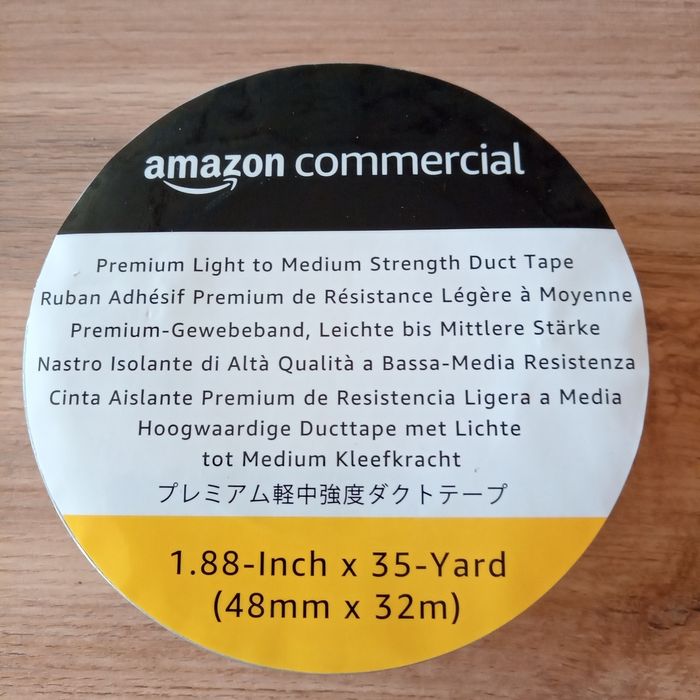 amazon commercial
Premium Light to Medium Strength Duct Tape
Ruban Adhésif Premium de Résistance Légère à Moyenne
Premium-Gewebeband, Leichte bis Mittlere Stärke
Nastro Isolante di Altà Qualità a Bassa-Media Resistenza
Cinta Aislante Premium de Resistencia Ligera a Media
Hoogwaardige Ducttape met Lichte
tot Medium Kleefkracht
プレミアム軽中強度ダクトテープ
1.88-Inch x 35-Yard
(48mm x 32m)